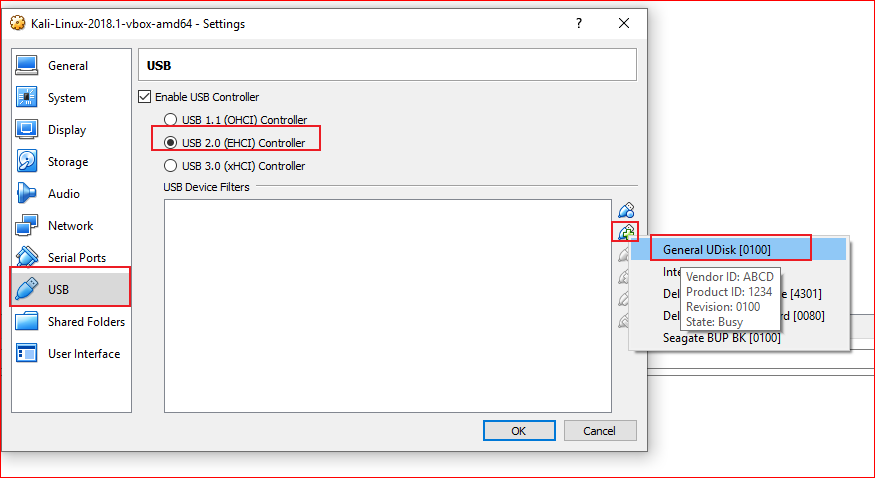 Kali-Linux-2018.1-vbox-amd64 - Settings
?
General
System
Display
Storage
Audio
Network
Serial Ports
USB
Shared Folders
User Interface
USB
Enable USB Controller
USB 1.1 (OHCI) Controller
USB 2.0 (EHCI) Controller
USB 3.0 (xHCI) Controller
USB Device Filters
General UDisk [0100]
Inte
Del
e [4301]
Del
rd [0080]
Seagate BUP BK [0100]
Vendor ID: ABCD
Product ID: 1234
Revision: 0100
State: Busy
OK
Cancel